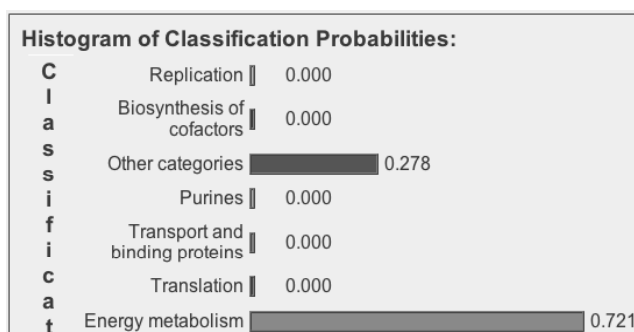 Histogram of Classification Probabilities:
C
l
a
s
s
i
f
i
c
a
t
Replication 0.000
Biosynthesis of
cofactors 0.000
Other categories 0.278
Purines 0.000
Transport and
binding proteins 0.000
Translation 0.000
Energy metabolism 0.721